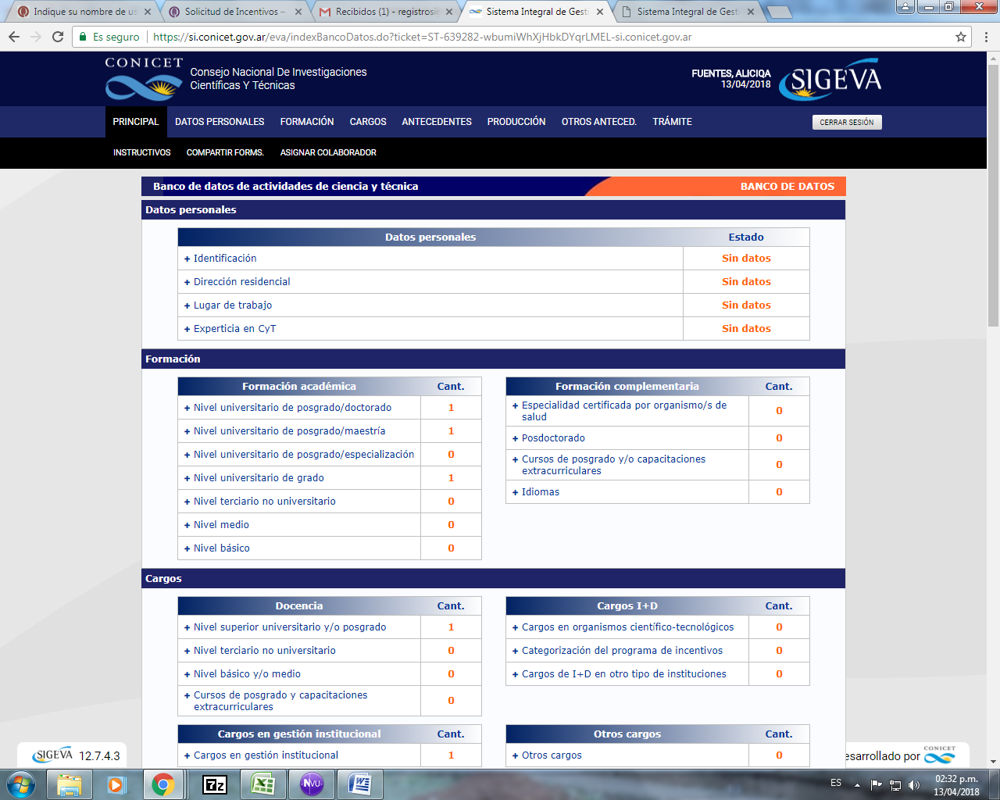 Indique su nombre de us
Solicitud de Incentivos –
Recibidos (1) - registrosig
Sistema Integral de Gest
Sistema Integral de Gest
Es seguro
https://si.conicet.gov.ar/eva/indexBancoDatos.do?ticket=ST-639282-wbumiWhXjHbkDYqrLMEL-si.conicet.gov.ar
CONICET
Consejo Nacional De Investigaciones
Científicas Y Técnicas
FUENTES, ALICIQA
13/04/2018
SIGEVA
PRINCIPAL DATOS PERSONALES FORMACIÓN CARGOS ANTECEDENTES PRODUCCIÓN OTROS ANTECED. TRÁMITE
CERRAR SESIÓN
INSTRUCTIVOS COMPARTIR FORMS. ASIGNAR COLABORADOR
Banco de datos de actividades de ciencia y técnica BANCO DE DATOS
Datos personales
Datos personales Estado
+ Identificación Sin datos
+ Dirección residencial Sin datos
+ Lugar de trabajo Sin datos
+ Experticia en CyT Sin datos
Formación
Formación académica Cant.
+ Nivel universitario de posgrado/doctorado 1
+ Nivel universitario de posgrado/maestría 1
+ Nivel universitario de posgrado/especialización 0
+ Nivel universitario de grado 1
+ Nivel terciario no universitario 0
+ Nivel medio 0
+ Nivel básico 0
Formación complementaria Cant.
+ Especialidad certificada por organismo/s de
salud 0
+ Posdoctorado 0
+ Cursos de posgrado y/o capacitaciones
extracurriculares 0
+ Idiomas 0
Cargos
Docencia Cant.
+ Nivel superior universitario y/o posgrado 1
+ Nivel terciario no universitario 0
+ Nivel básico y/o medio 0
+ Cursos de posgrado y capacitaciones
extracurriculares 0
Cargos I+D Cant.
+ Cargos en organismos científico-tecnológicos 0
+ Categorización del programa de incentivos 0
+ Cargos de I+D en otro tipo de instituciones 0
Cargos en gestión institucional Cant.
+ Cargos en gestión institucional 1
Otros cargos Cant.
+ Otros cargos 0
SIGEVA 12.7.4.3
esarrollado por CONICET
7z
NVU
ES
02:32 p.m.
13/04/2018